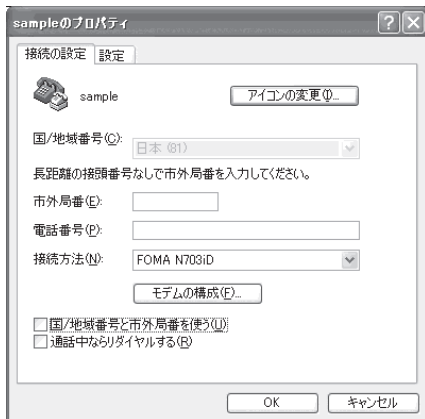 sampleのプロパティ
接続の設定 設定
sample
アイコンの変更(I)...
国/地域番号(C):
日本 (81)
長距離の接頭番号なしで市外局番を入力してください。
市外局番(E):
電話番号(P):
接続方法(N): FOMA N703iD
モデムの構成(F)...
国/地域番号と市外局番を使う(U)
通話中ならリダイヤルする(R)
OK キャンセル